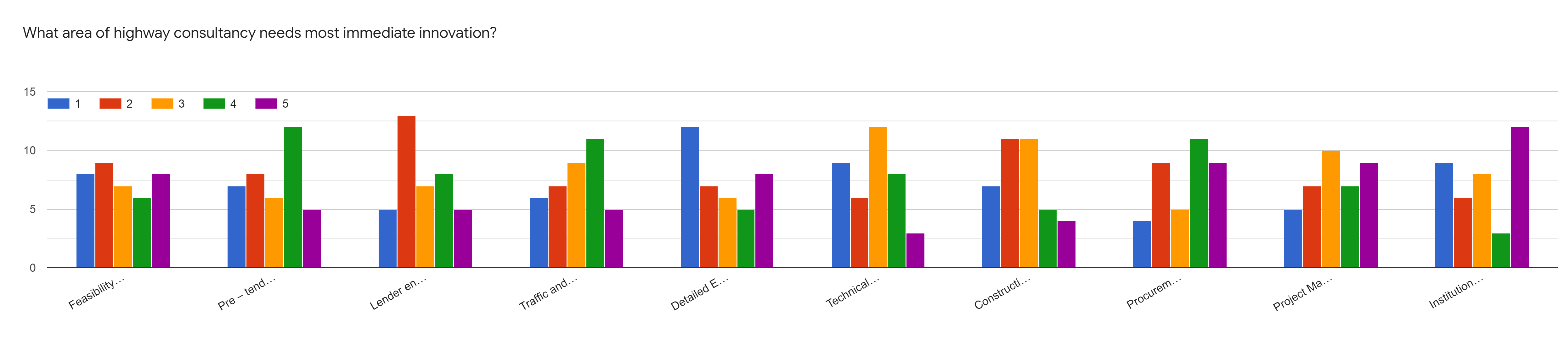 What area of highway consultancy needs most immediate innovation?
15
1 2 3 4 5
10
5
0
Feasibility…
Pre – tend…
Lender en…
Traffic and…
Detailed E…
Technical…
Constructi…
Procurem…
Project Ma…
Institution…